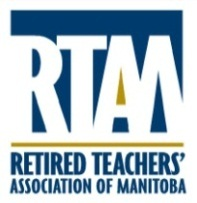 RTAM
RETIRED TEACHERS'
ASSOCIATION OF MANITOBA